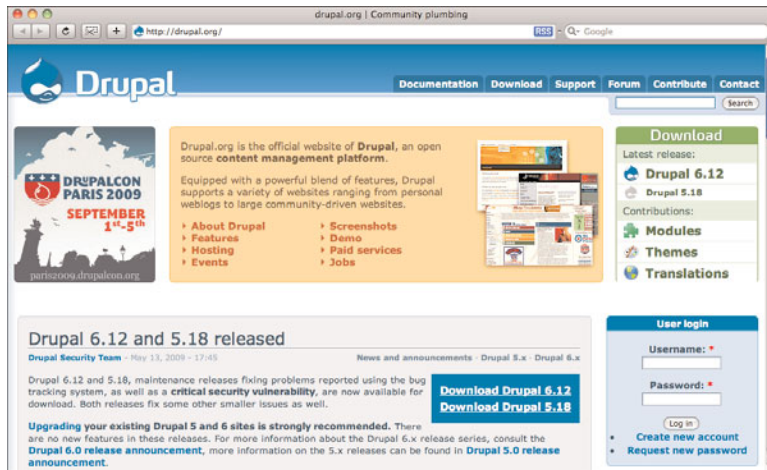 drupal.org | Community plumbing
http://drupal.org/
RSS
Google
Drupal
Documentation Download Support Forum Contribute Contact
Search
DRUPALCON
PARIS 2009
SEPTEMBER
1st-5th
paris2009.drupalcon.org
Drupal.org is the official website of Drupal, an open
source content management platform.
Equipped with a powerful blend of features, Drupal
supports a variety of websites ranging from personal
weblogs to large community-driven websites.
About Drupal
Features
Hosting
Events
Screenshots
Demo
Paid services
Jobs
Download
Latest release:
Drupal 6.12
Drupal 5.18
Contributions:
Modules
Themes
Translations
Drupal 6.12 and 5.18 released
Drupal Security Team - May 13, 2009 - 17:45
News and announcements · Drupal 5.x · Drupal 6.x
Drupal 6.12 and 5.18, maintenance releases fixing problems reported using the bug
tracking system, as well as a critical security vulnerability, are now available for
download. Both releases fix some other smaller issues as well.
Download Drupal 6.12
Download Drupal 5.18
Upgrading your existing Drupal 5 and 6 sites is strongly recommended. There
are no new features in these releases. For more information about the Drupal 6.x release series, consult the
Drupal 6.0 release announcement, more information on the 5.x releases can be found in Drupal 5.0 release
announcement.
User login
Username: *
Password: *
Log in
Create new account
Request new password